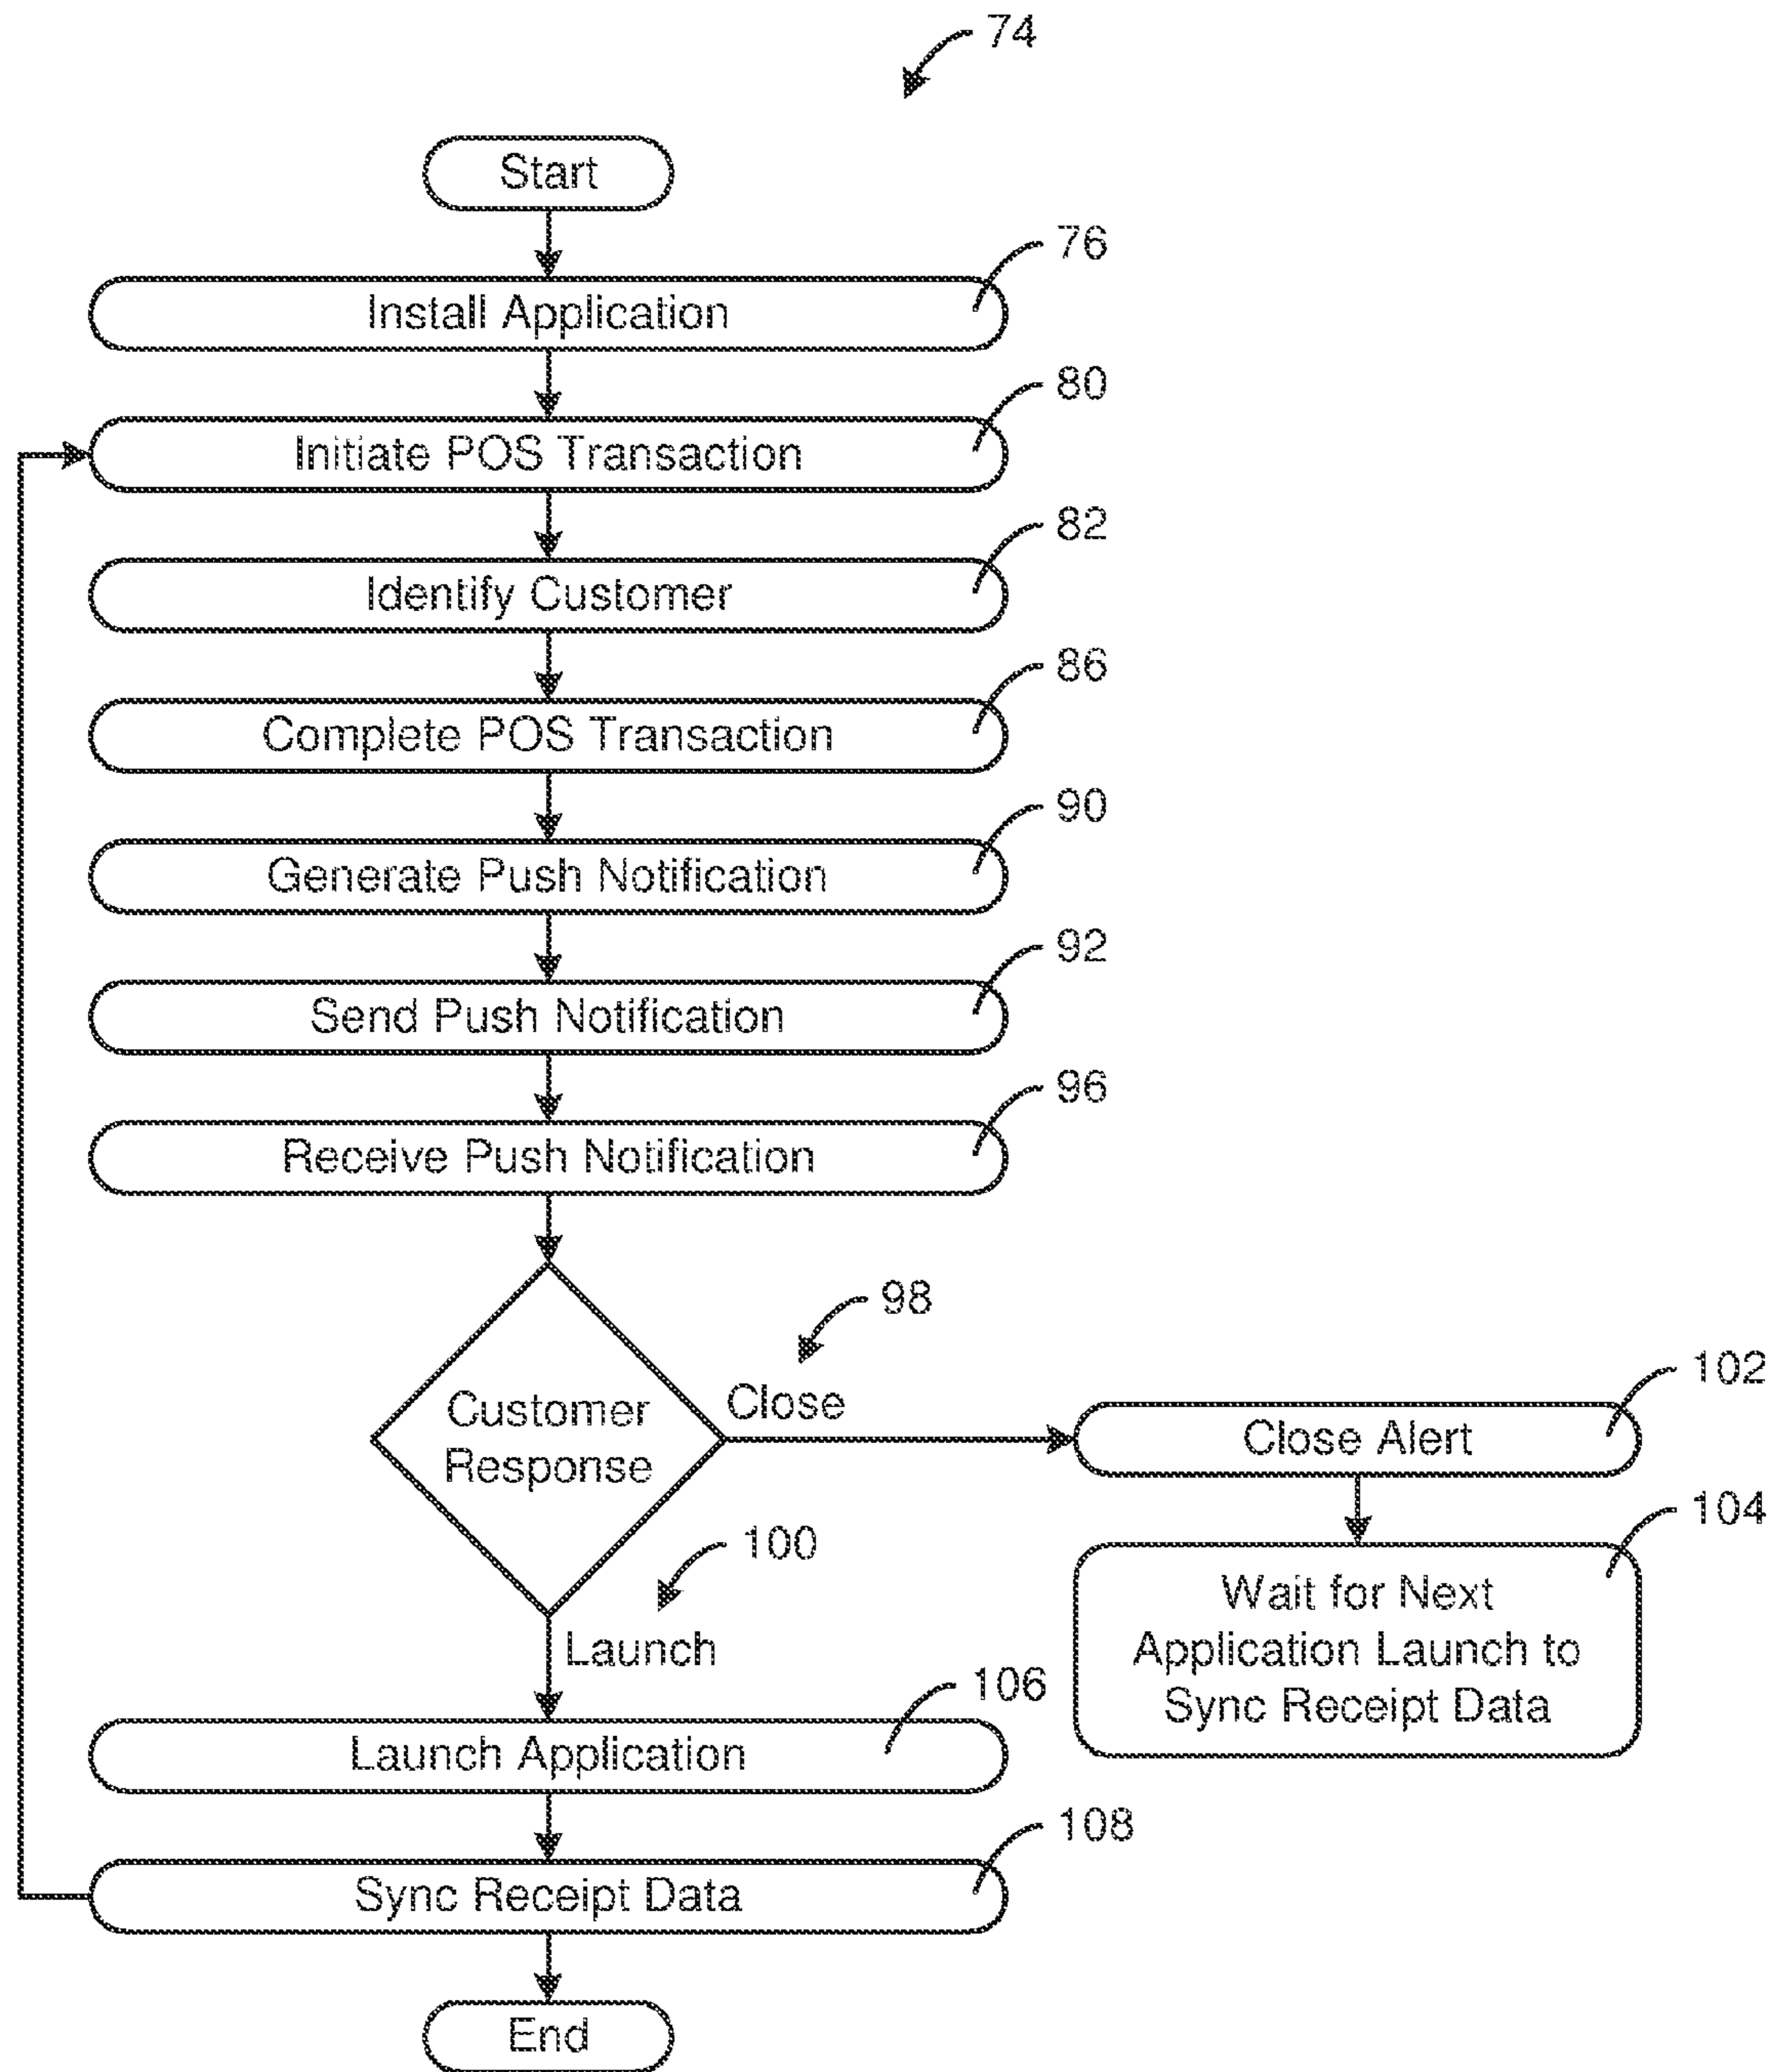 74
Start
76
Install Application
80
Initiate POS Transaction
82
Identify Customer
86
Complete POS Transaction
90
Generate Push Notification
92
Send Push Notification
96
Receive Push Notification
98
Close
Customer
Response
102
Close Alert
104
Wait for Next
Application Launch to
Sync Receipt Data
100
Launch
106
Launch Application
108
Sync Receipt Data
End